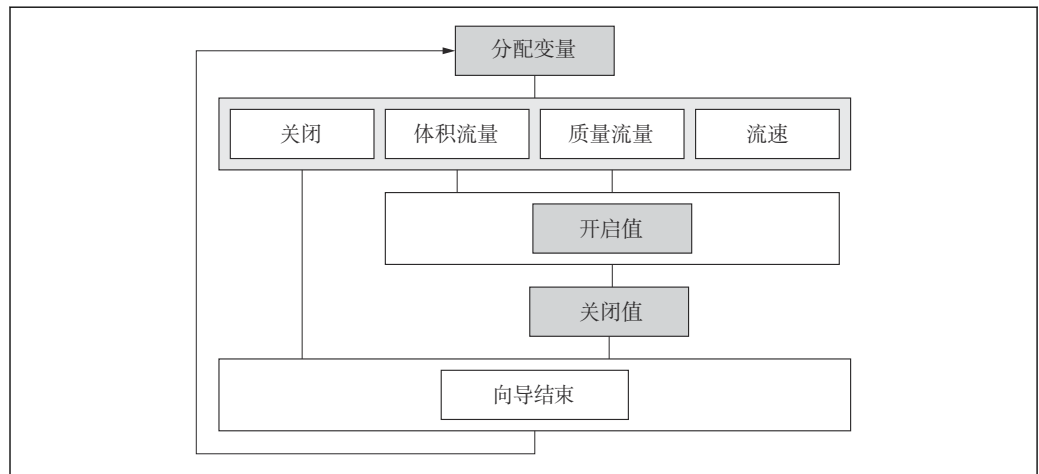 分配变量
关闭
体积流量
质量流量
流速
开启值
关闭值
向导结束